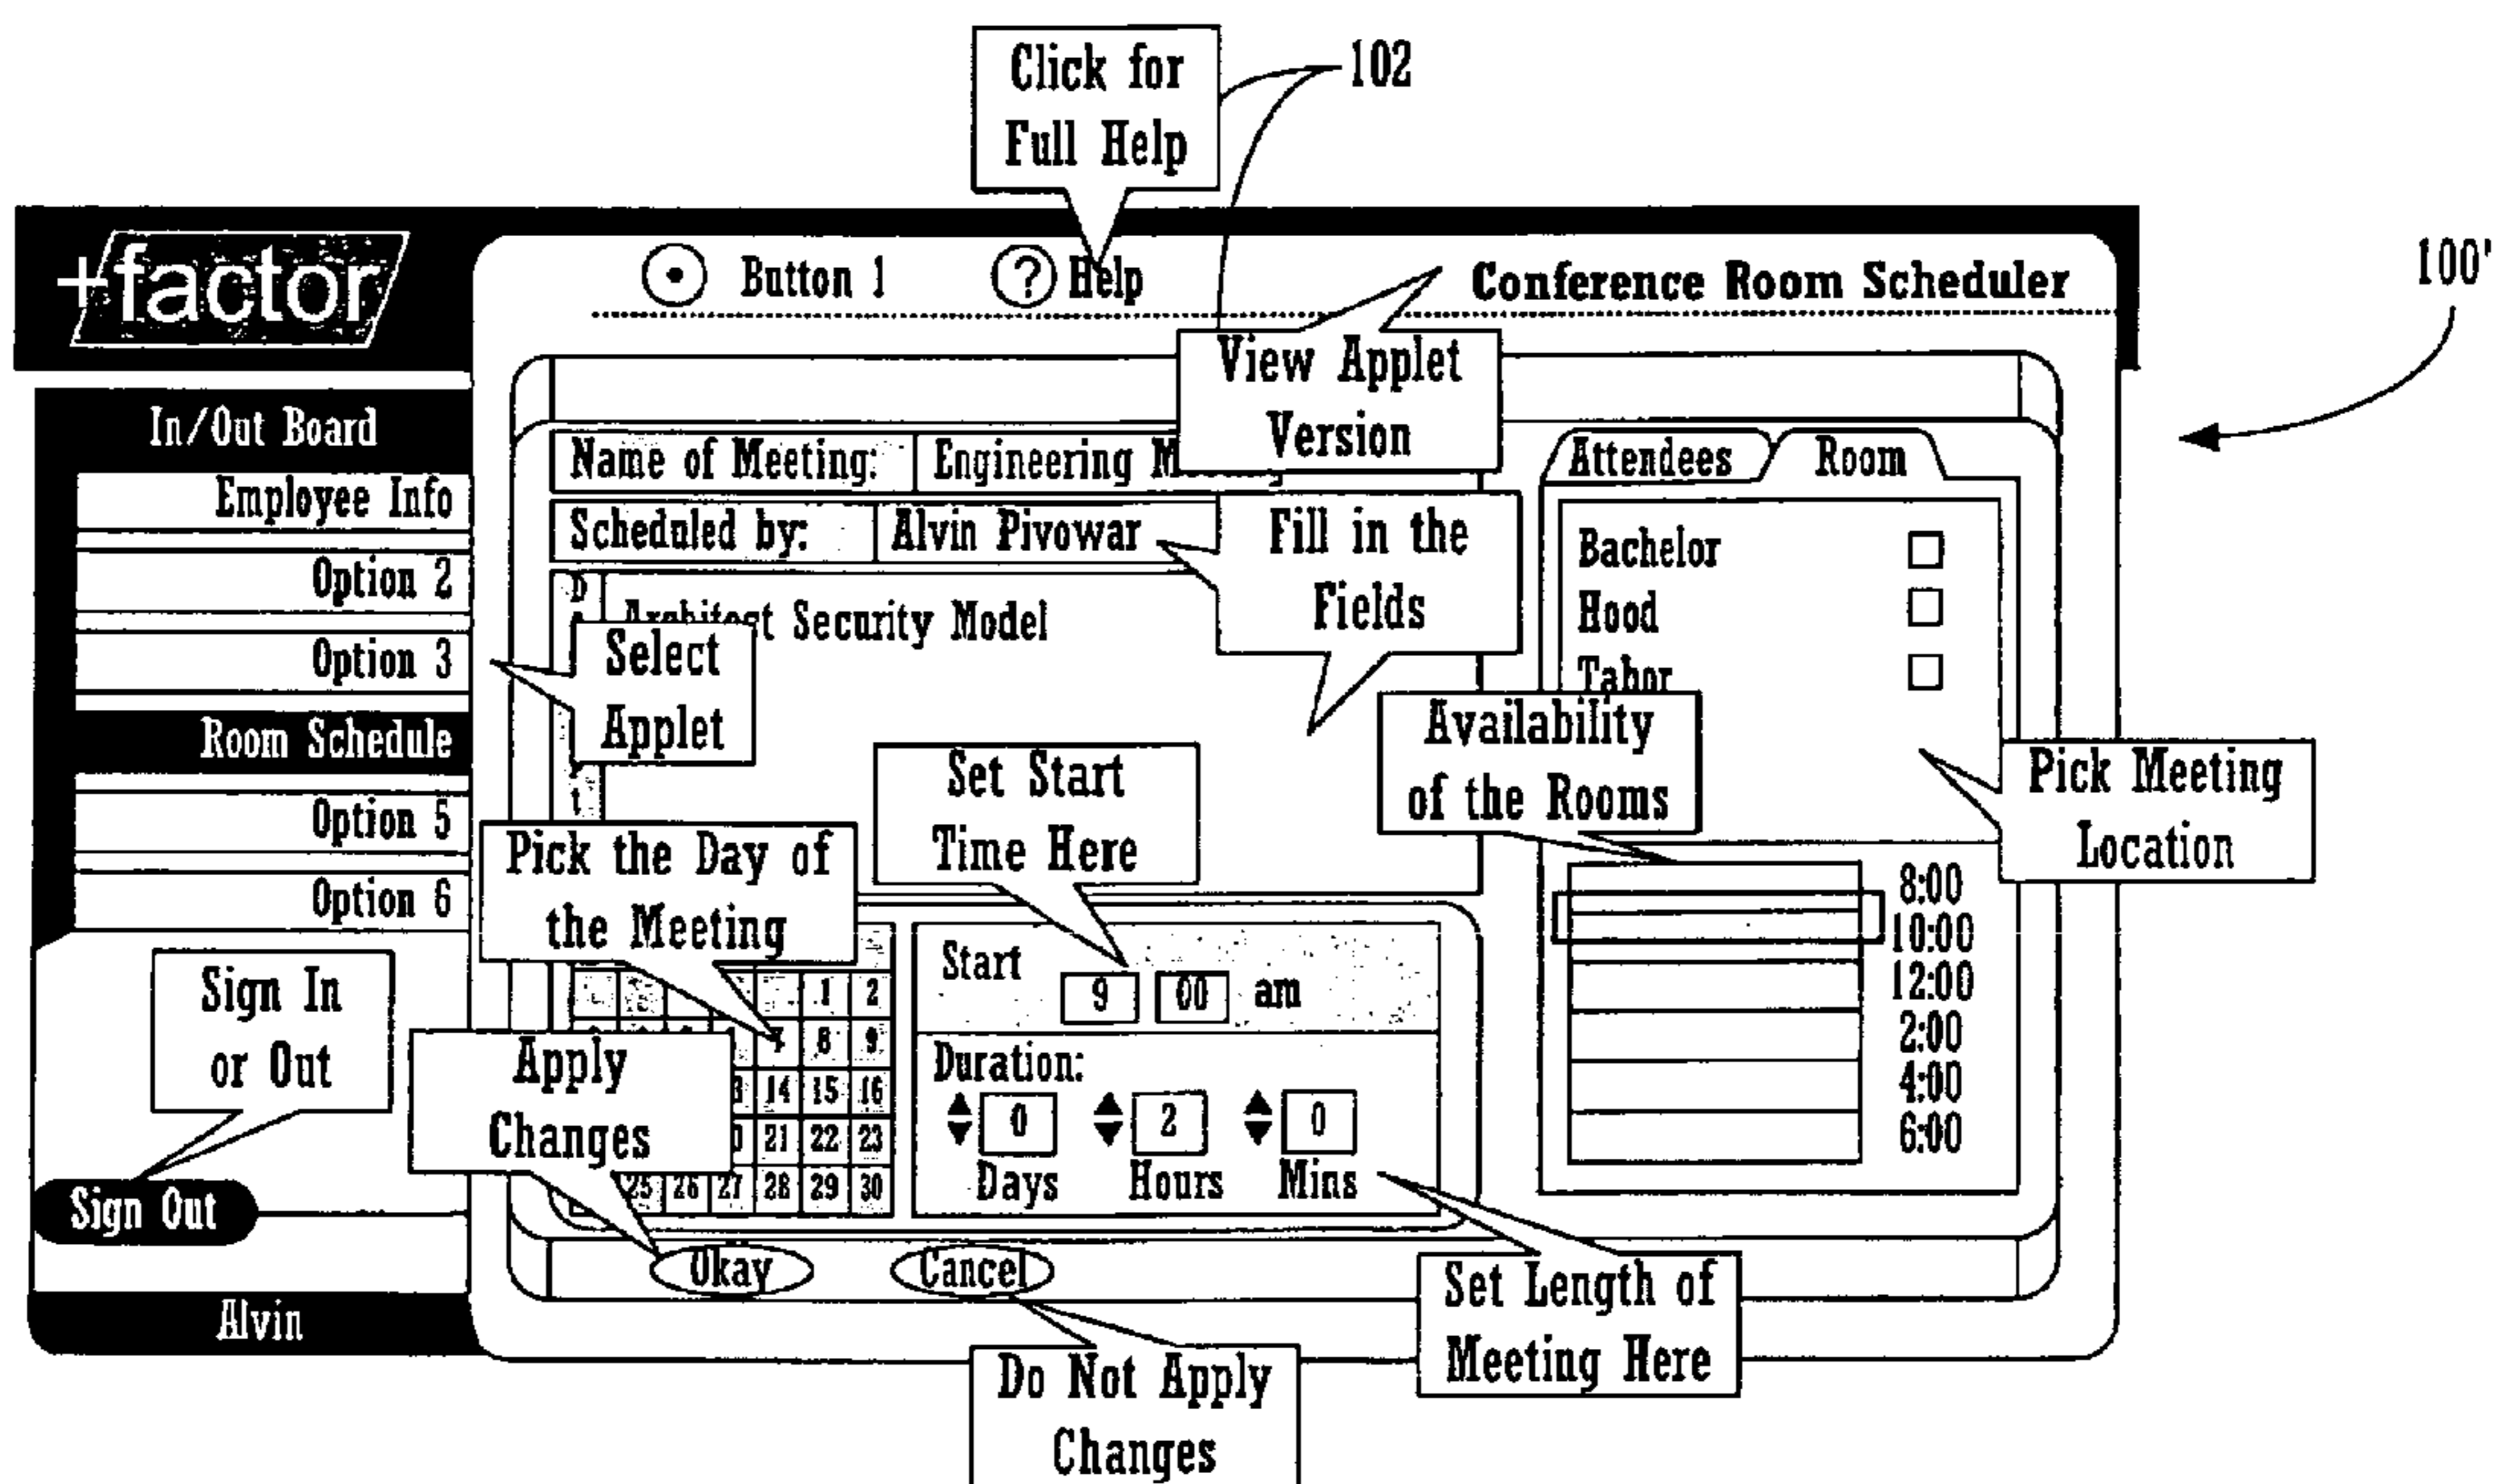 Click for
Full Help
102
100'
+factor
Button 1
? Help
Conference Room Scheduler
View Applet
Version
In/Out Board
Employee Info
Option 2
Option 3
Room Schedule
Option 5
Option 6
Sign In
or Out
Sign Out
Alvin
Name of Meeting:
Engineering M
Scheduled by:
Alvin Pivowar
Fill in the
Fields
Architect Security Model
Select
Applet
Attendees
Room
Bachelor
Hood
Tabor
Availability
of the Rooms
Pick Meeting
Location
Set Start
Time Here
Pick the Day of
the Meeting
8:00
10:00
12:00
2:00
4:00
6:00
Start
9 00 am
Duration:
0 2 0
Days Hours Mins
1 2
7 8 9
14 15 16
21 22 23
25 26 27 28 29 30
Apply
Changes
Okay
Cancel
Set Length of
Meeting Here
Do Not Apply
Changes